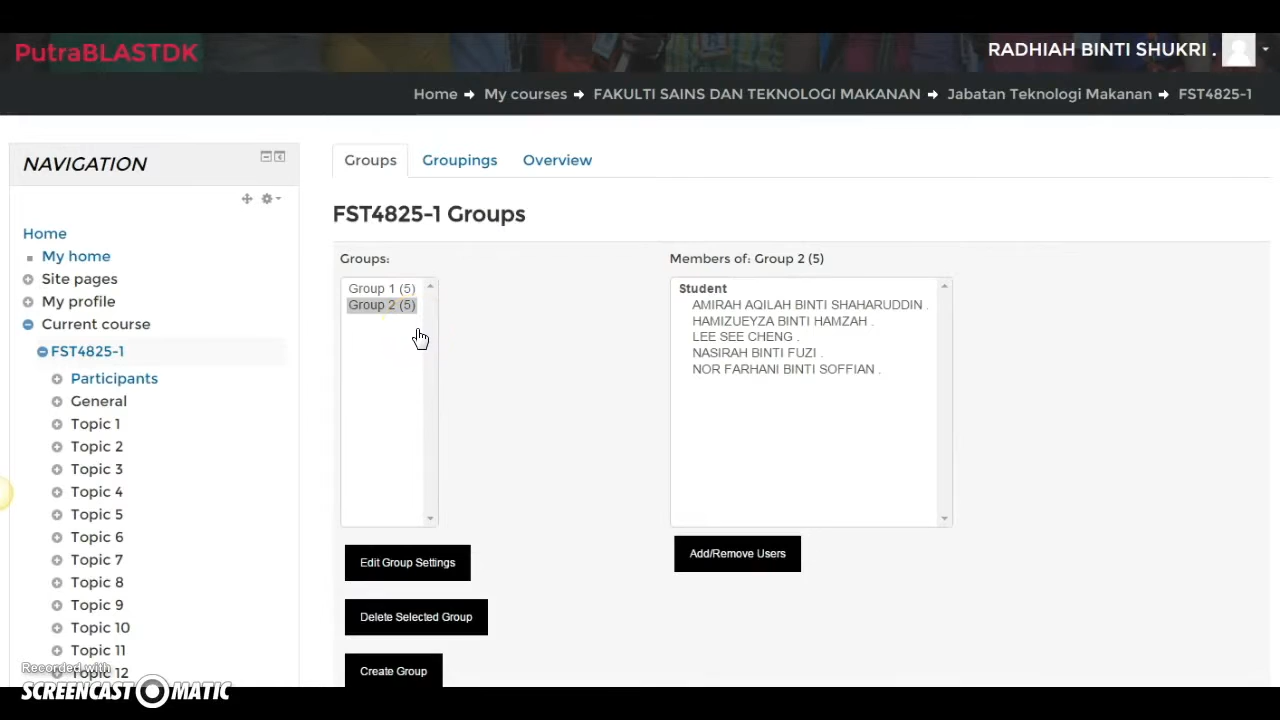 PutraBLASTDK
RADHIAH BINTI SHUKRI .
Home My courses FAKULTI SAINS DAN TEKNOLOGI MAKANAN Jabatan Teknologi Makanan FST4825-1
NAVIGATION
Home
My home
Site pages
My profile
Current course
FST4825-1
Participants
General
Topic 1
Topic 2
Topic 3
Topic 4
Topic 5
Topic 6
Topic 7
Topic 8
Topic 9
Topic 10
Topic 11
Topic 12
Groups Groupings Overview
FST4825-1 Groups
Groups:
Group 1 (5)
Group 2 (5)
Edit Group Settings
Delete Selected Group
Create Group
Members of: Group 2 (5)
Student
AMIRAH AQILAH BINTI SHAHARUDDIN .
HAMIZUEYZA BINTI HAMZAH .
LEE SEE CHENG .
NASIRAH BINTI FUZI .
NOR FARHANI BINTI SOFFIAN .
Add/Remove Users
Recorded with
SCREENCAST-O-MATIC